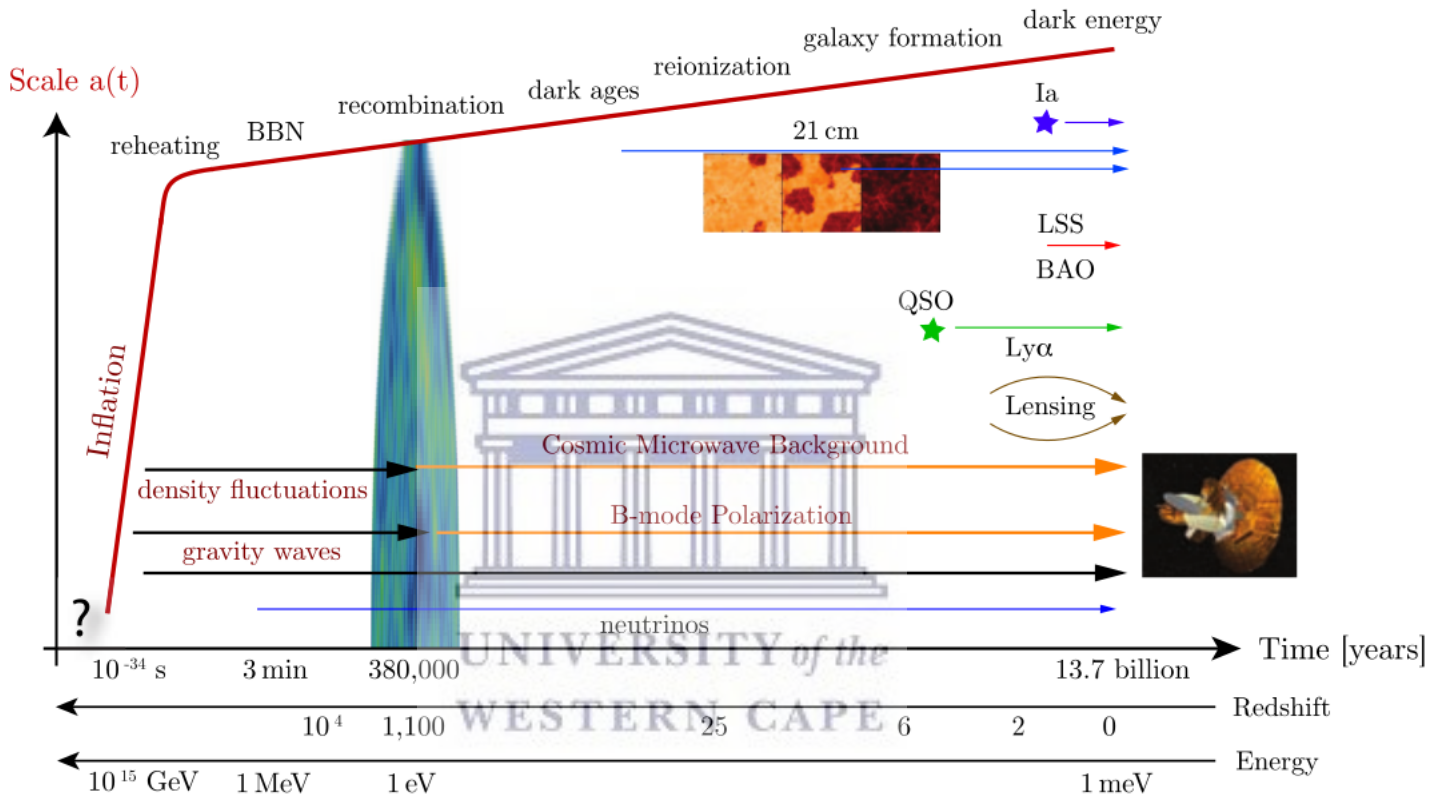 dark energy
galaxy formation
reionization
dark ages
recombination
BBN
reheating
Scale a(t)
Ia
21 cm
LSS
BAO
QSO
Lyα
Lensing
Inflation
Cosmic Microwave Background
density fluctuations
B-mode Polarization
gravity waves
?
neutrinos
UNIVERSITY of the
WESTERN CAPE
10⁻³⁴ s 3 min 380,000 13.7 billion Time [years]
10⁴ 1,100 25 6 2 0 Redshift
10¹⁵ GeV 1 MeV 1 eV 1 meV Energy